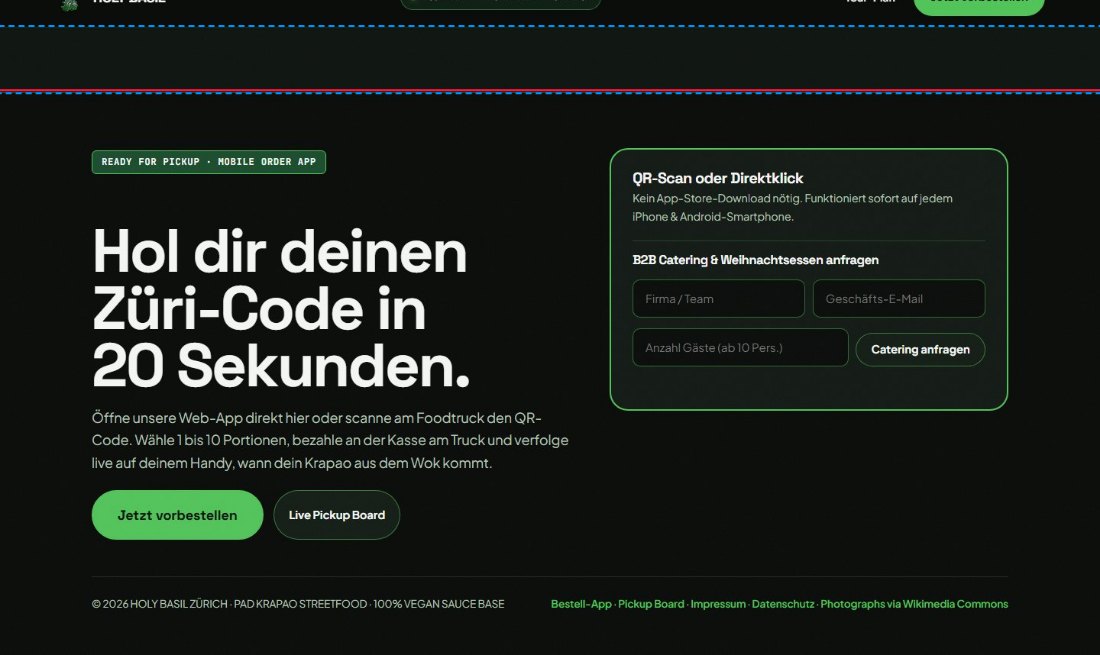 READY FOR PICKUP · MOBILE ORDER APP
Hol dir deinen
Züri-Code in
20 Sekunden.
Öffne unsere Web-App direkt hier oder scanne am Foodtruck den QR-
Code. Wähle 1 bis 10 Portionen, bezahle an der Kasse am Truck und verfolge
live auf deinem Handy, wann dein Krapao aus dem Wok kommt.
Jetzt vorbestellen
Live Pickup Board
QR-Scan oder Direktklick
Kein App-Store-Download nötig. Funktioniert sofort auf jedem
iPhone & Android-Smartphone.
B2B Catering & Weihnachtsessen anfragen
Firma / Team
Geschäfts-E-Mail
Anzahl Gäste (ab 10 Pers.)
Catering anfragen
© 2026 HOLY BASIL ZÜRICH · PAD KRAPAO STREETFOOD · 100% VEGAN SAUCE BASE
Bestell-App · Pickup Board · Impressum · Datenschutz · Photographs via Wikimedia Commons